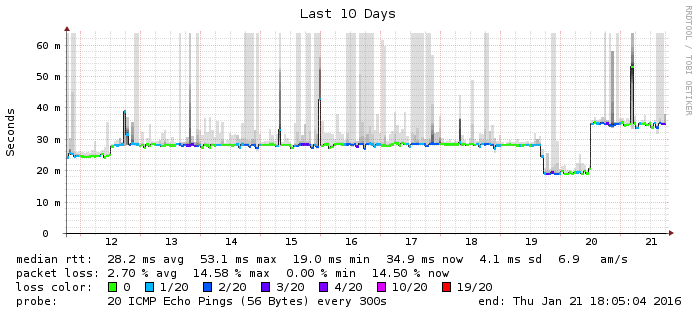 Last 10 Days
RRDTOOL / TOBI OETIKER
Seconds
60 m
50 m
40 m
30 m
20 m
10 m
0
12 13 14 15 16 17 18 19 20 21
median rtt: 28.2 ms avg 53.1 ms max 19.0 ms min 34.9 ms now 4.1 ms sd 6.9 am/s
packet loss: 2.70 % avg 14.58 % max 0.00 % min 14.50 % now
loss color: 0 1/20 2/20 3/20 4/20 10/20 19/20
probe: 20 ICMP Echo Pings (56 Bytes) every 300s end: Thu Jan 21 18:05:04 2016